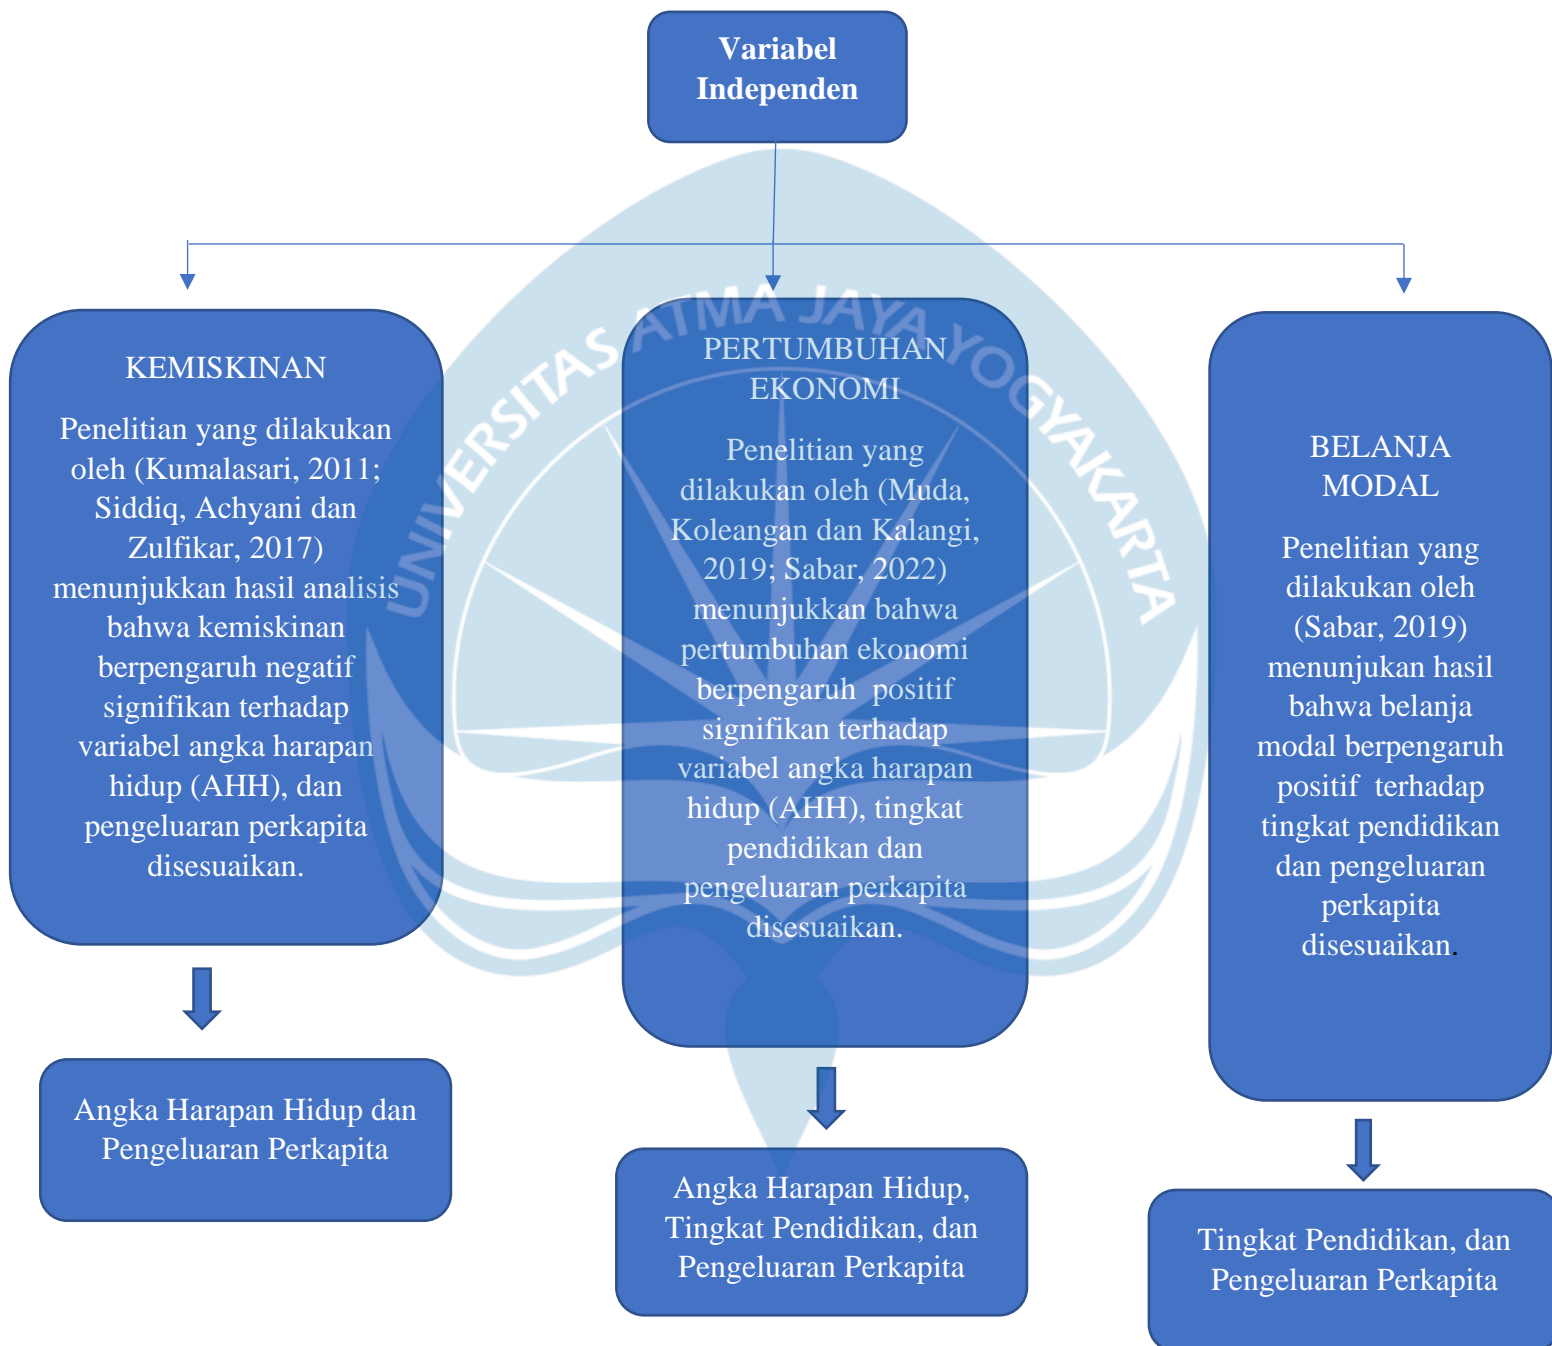 Variabel
Independen
UNIVERSITAS ATMA JAYA YOGYAKARTA
KEMISKINAN
Penelitian yang dilakukan
oleh (Kumalasari, 2011;
Siddiq, Achyani dan
Zulfikar, 2017)
menunjukkan hasil analisis
bahwa kemiskinan
berpengaruh negatif
signifikan terhadap
variabel angka harapan
hidup (AHH), dan
pengeluaran perkapita
disesuaikan.
PERTUMBUHAN
EKONOMI
Penelitian yang
dilakukan oleh (Muda,
Koleangan dan Kalangi,
2019; Sabar, 2022)
menunjukkan bahwa
pertumbuhan ekonomi
berpengaruh  positif
signifikan terhadap
variabel angka harapan
hidup (AHH), tingkat
pendidikan dan
pengeluaran perkapita
disesuaikan.
BELANJA
MODAL
Penelitian yang
dilakukan oleh
(Sabar, 2019)
menunjukan hasil
bahwa belanja
modal berpengaruh
positif  terhadap
tingkat pendidikan
dan pengeluaran
perkapita
disesuaikan.
Angka Harapan Hidup dan
Pengeluaran Perkapita
Angka Harapan Hidup,
Tingkat Pendidikan, dan
Pengeluaran Perkapita
Tingkat Pendidikan, dan
Pengeluaran Perkapita